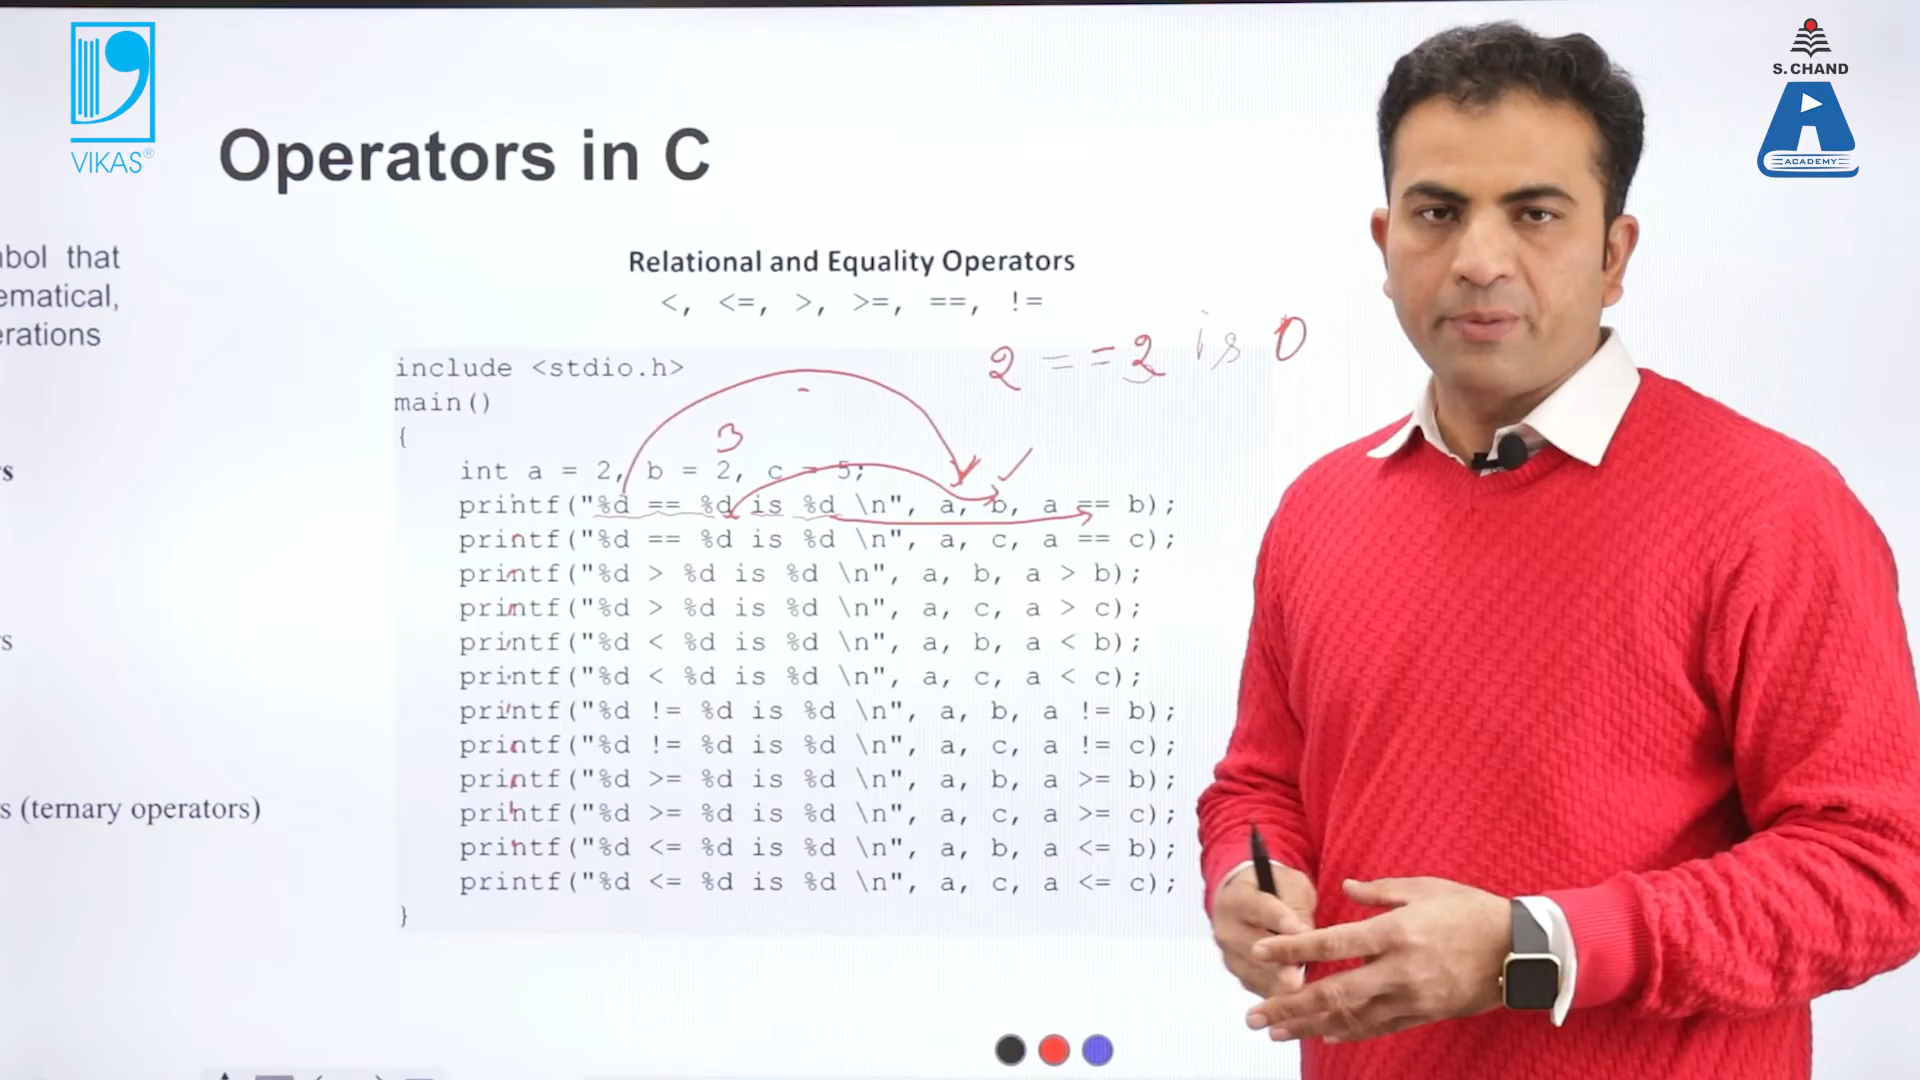 VIKAS®
S. CHAND
ACADEMY
Operators in C
bol that
ematical,
erations
Relational and Equality Operators
<, <=, >, >=, ==, !=
2 = = 2 is 0
include <stdio.h>
main()
{
3
int a = 2, b = 2, c = 5;
printf("%d == %d is %d \n", a, b, a == b);
printf("%d == %d is %d \n", a, c, a == c);
printf("%d > %d is %d \n", a, b, a > b);
printf("%d > %d is %d \n", a, c, a > c);
printf("%d < %d is %d \n", a, b, a < b);
printf("%d < %d is %d \n", a, c, a < c);
printf("%d != %d is %d \n", a, b, a != b);
printf("%d != %d is %d \n", a, c, a != c);
printf("%d >= %d is %d \n", a, b, a >= b);
printf("%d >= %d is %d \n", a, c, a >= c);
printf("%d <= %d is %d \n", a, b, a <= b);
printf("%d <= %d is %d \n", a, c, a <= c);
}
s
s
s (ternary operators)